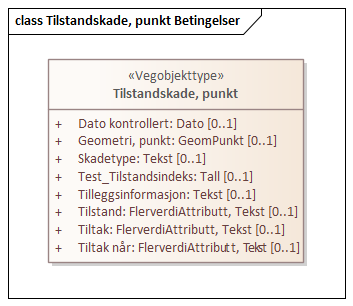 class Tilstandskade, punkt Betingelser
«Vegobjekttype»
Tilstandskade, punkt
+ Dato kontrollert: Dato [0..1]
+ Geometri, punkt: GeomPunkt [0..1]
+ Skadetype: Tekst [0..1]
+ Test_Tilstandsindeks: Tall [0..1]
+ Tilleggsinformasjon: Tekst [0..1]
+ Tilstand: FlerverdiAttributt, Tekst [0..1]
+ Tiltak: FlerverdiAttributt, Tekst [0..1]
+ Tiltak når: FlerverdiAttributt, Tekst [0..1]